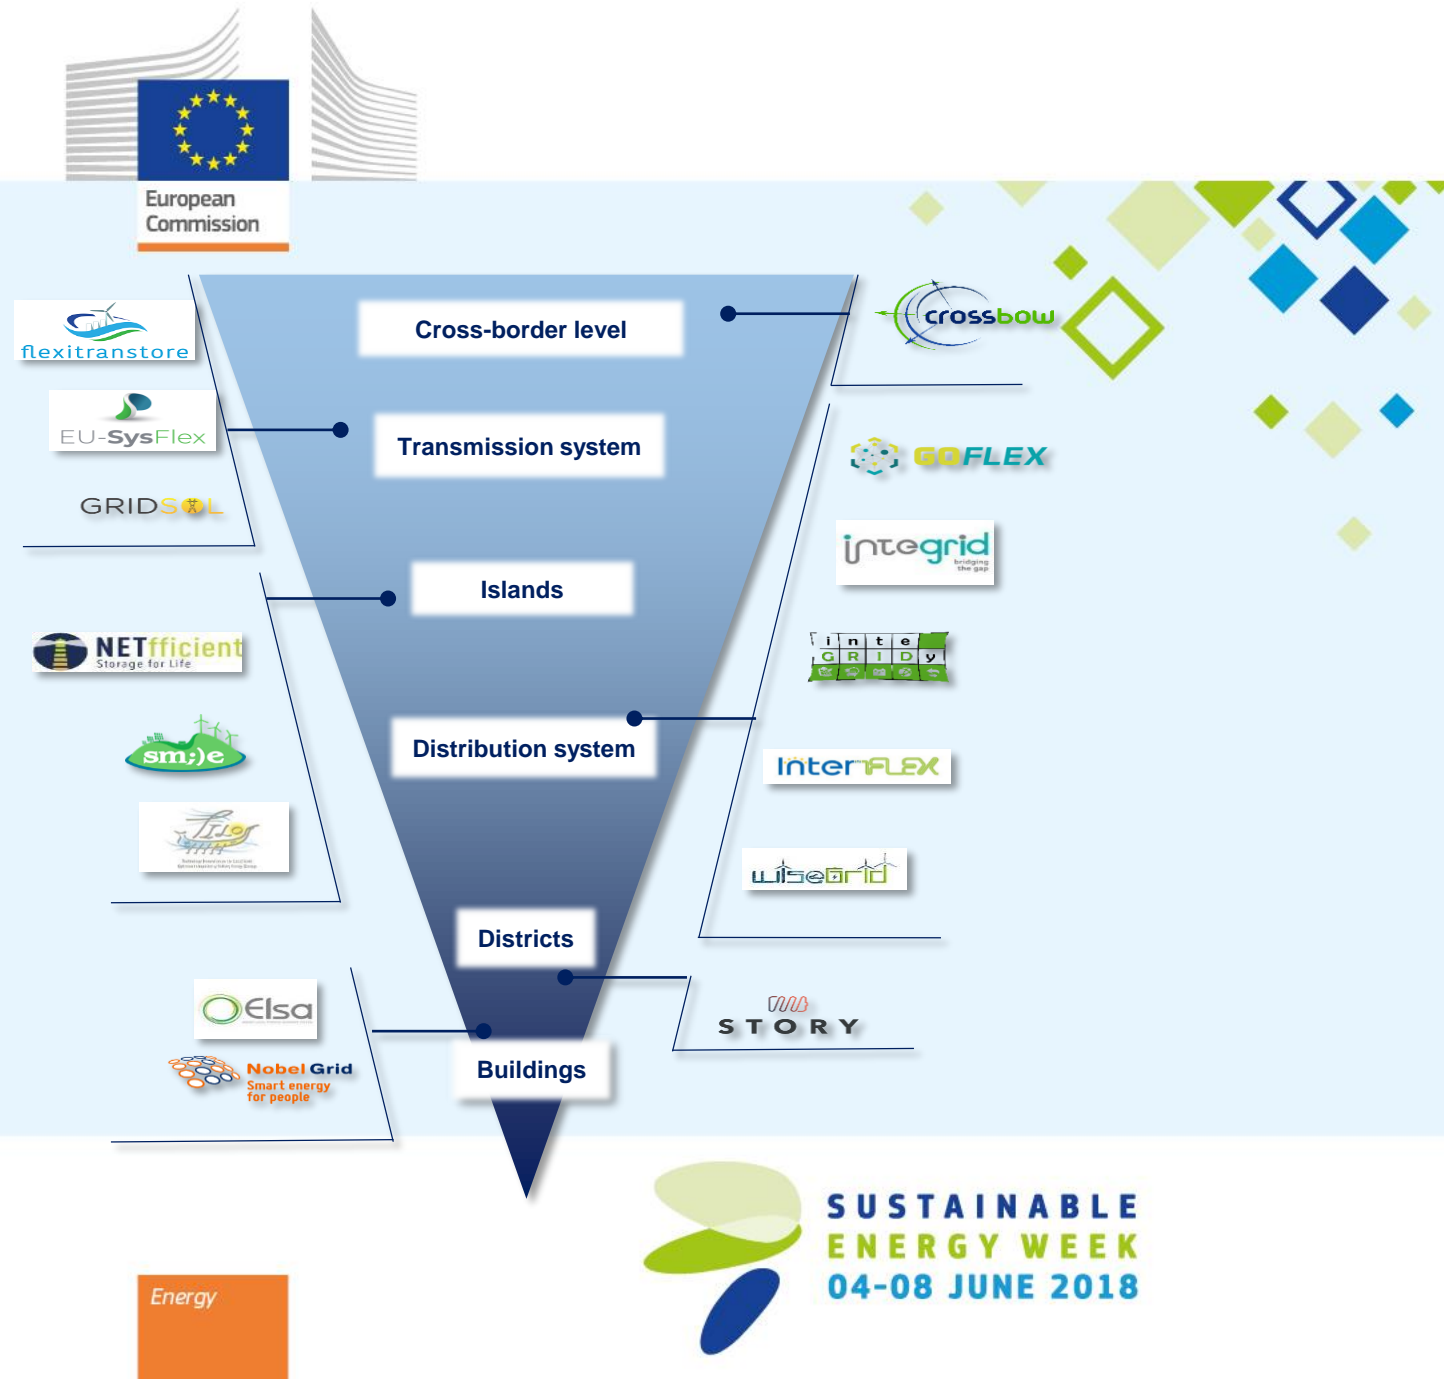 European
Commission
flexitranstore
EU-SysFlex
GRIDSOL
Cross-border level
crossbow
Transmission system
GOFLEX
integrid
bridging
the gap
Islands
NETfficient
Storage for Life
inte
GRIDy
sm;)e
Distribution system
InterFLEX
TILOS
wiseGrid
Districts
Elsa
STORY
Nobel Grid
Smart energy
for people
Buildings
SUSTAINABLE
ENERGY WEEK
04-08 JUNE 2018
Energy